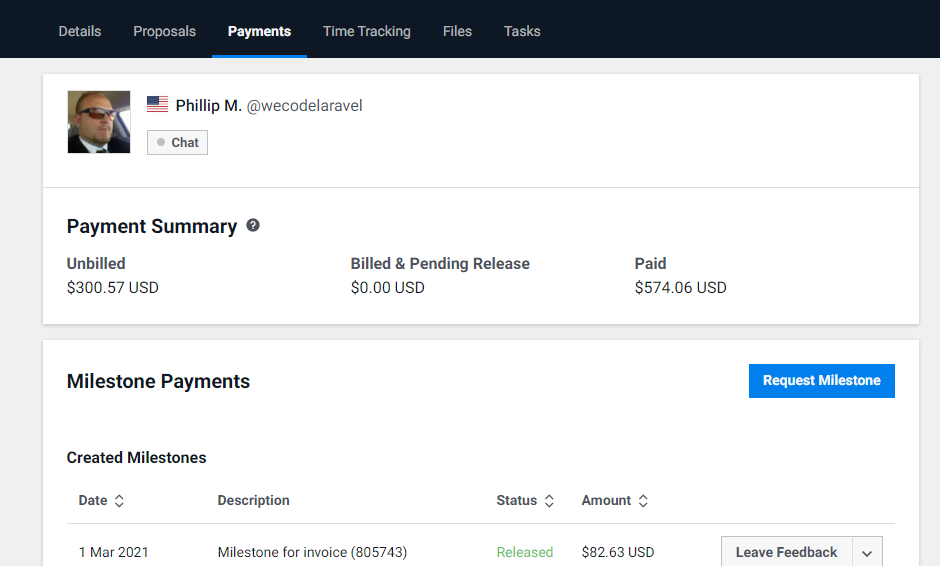 Details Proposals Payments Time Tracking Files Tasks
Phillip M. @wecodelaravel
Chat
Payment Summary ?
Unbilled Billed & Pending Release Paid
$300.57 USD $0.00 USD $574.06 USD
Milestone Payments Request Milestone
Created Milestones
Date Description Status Amount
1 Mar 2021 Milestone for invoice (805743) Released $82.63 USD Leave Feedback